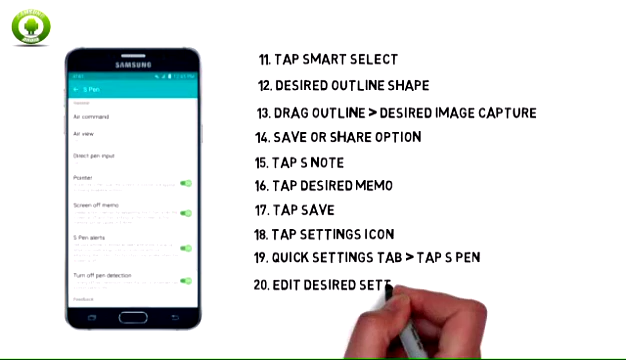 SAMSUNG
S Pen
Air command
Air view
Direct pen input
Pointer
Screen off memo
S Pen alerts
Turn off pen detection
Feedback
11. TAP SMART SELECT
12. DESIRED OUTLINE SHAPE
13. DRAG OUTLINE > DESIRED IMAGE CAPTURE
14. SAVE OR SHARE OPTION
15. TAP S NOTE
16. TAP DESIRED MEMO
17. TAP SAVE
18. TAP SETTINGS ICON
19. QUICK SETTINGS TAB > TAP S PEN
20. EDIT DESIRED SETT